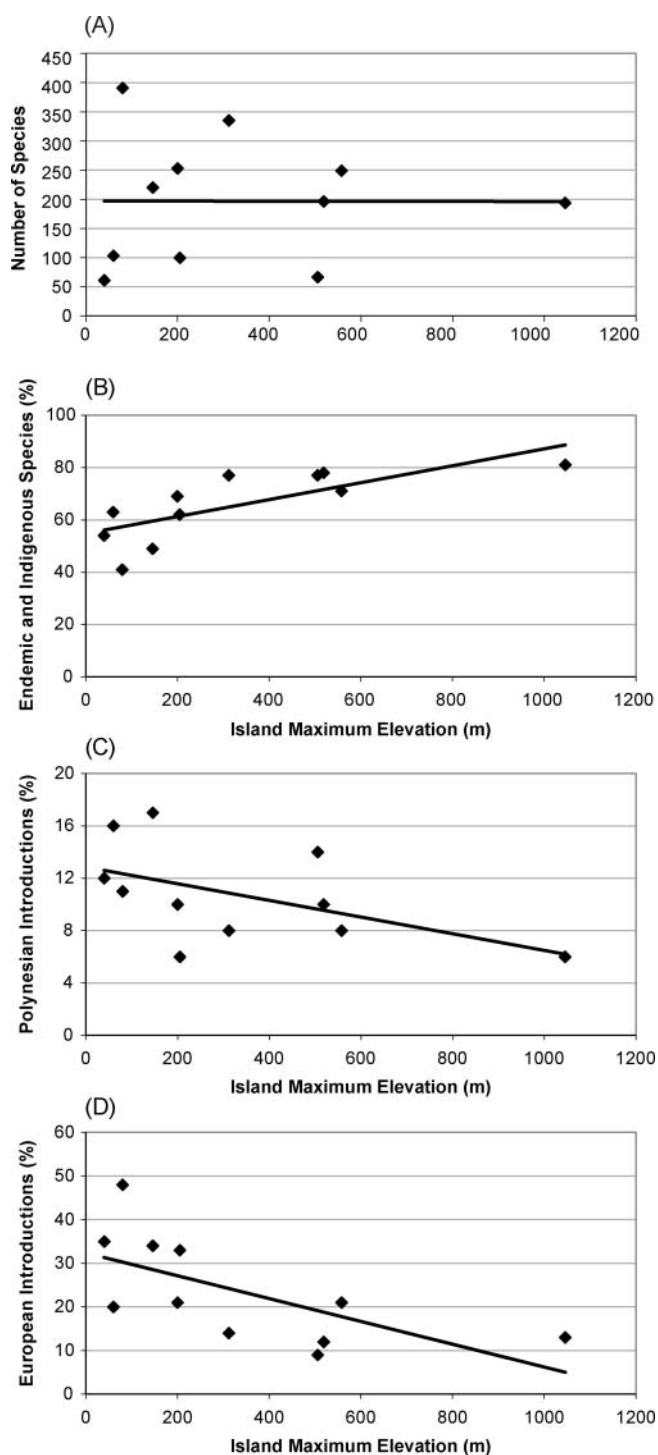 (A)
Number of Species
450
400
350
300
250
200
150
100
50
0
0 200 400 600 800 1000 1200
(B)
Endemic and Indigenous Species (%)
100
80
60
40
20
0
0 200 400 600 800 1000 1200
Island Maximum Elevation (m)
(C)
Polynesian Introductions (%)
20
16
12
8
4
0
0 200 400 600 800 1000 1200
Island Maximum Elevation (m)
(D)
European Introductions (%)
60
50
40
30
20
10
0
0 200 400 600 800 1000 1200
Island Maximum Elevation (m)